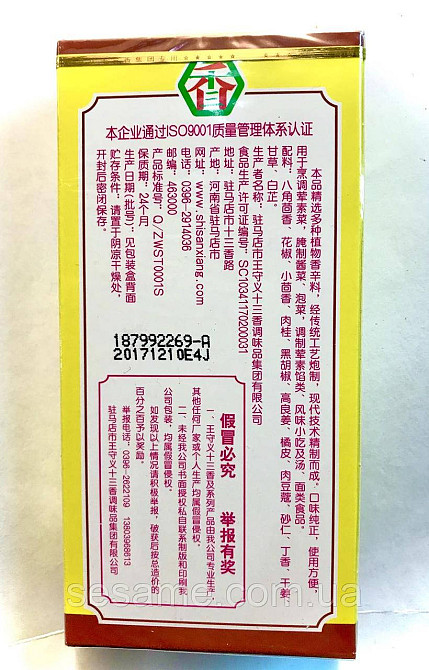 香集团专用
香
本企业通过ISO9001质量管理体系认证
本品精选多种植物香辛料，经传统工艺炮制，现代技术精制而成。口味纯正，使用方便，
用于烹调荤素菜，腌制酱菜、泡菜，调制荤素馅类、风味小吃及汤、面类食品。
配料：八角茴香、花椒、小茴香、肉桂、黑胡椒、高良姜、橘皮、肉豆蔻、砂仁、丁香、干姜
甘草、白芷。
生产者名称：驻马店市王守义十三香调味品集团有限公司
食品生产许可证编号：SC10341170200031
地址：驻马店市十三香路
产地：河南省驻马店市
网址：www.shisanxiang.com
电话：0396-2914036
邮编：463000
产品标准号：Q/ZWST0001S
保质期：24个月
生产日期（批号）：见包装盒背面
贮存条件：请置于阴凉干燥处，
开封后密闭保存。
187992269-A
20171210E4J
假冒必究 举报有奖
一、王守义十三香及系列产品由我公司专业生产，
其他任何厂家或个人生产均属假冒侵权。
二、未经我公司书面授权私自联系制版和印刷我
公司包装，均属假冒侵权。
如发现以上情况请积极举报，破获后按总造价的
百分之百予以奖励。
举报电话：0396-2622109 13803968813
驻马店市王守义十三香调味品集团有限公司
sesame.com.ua